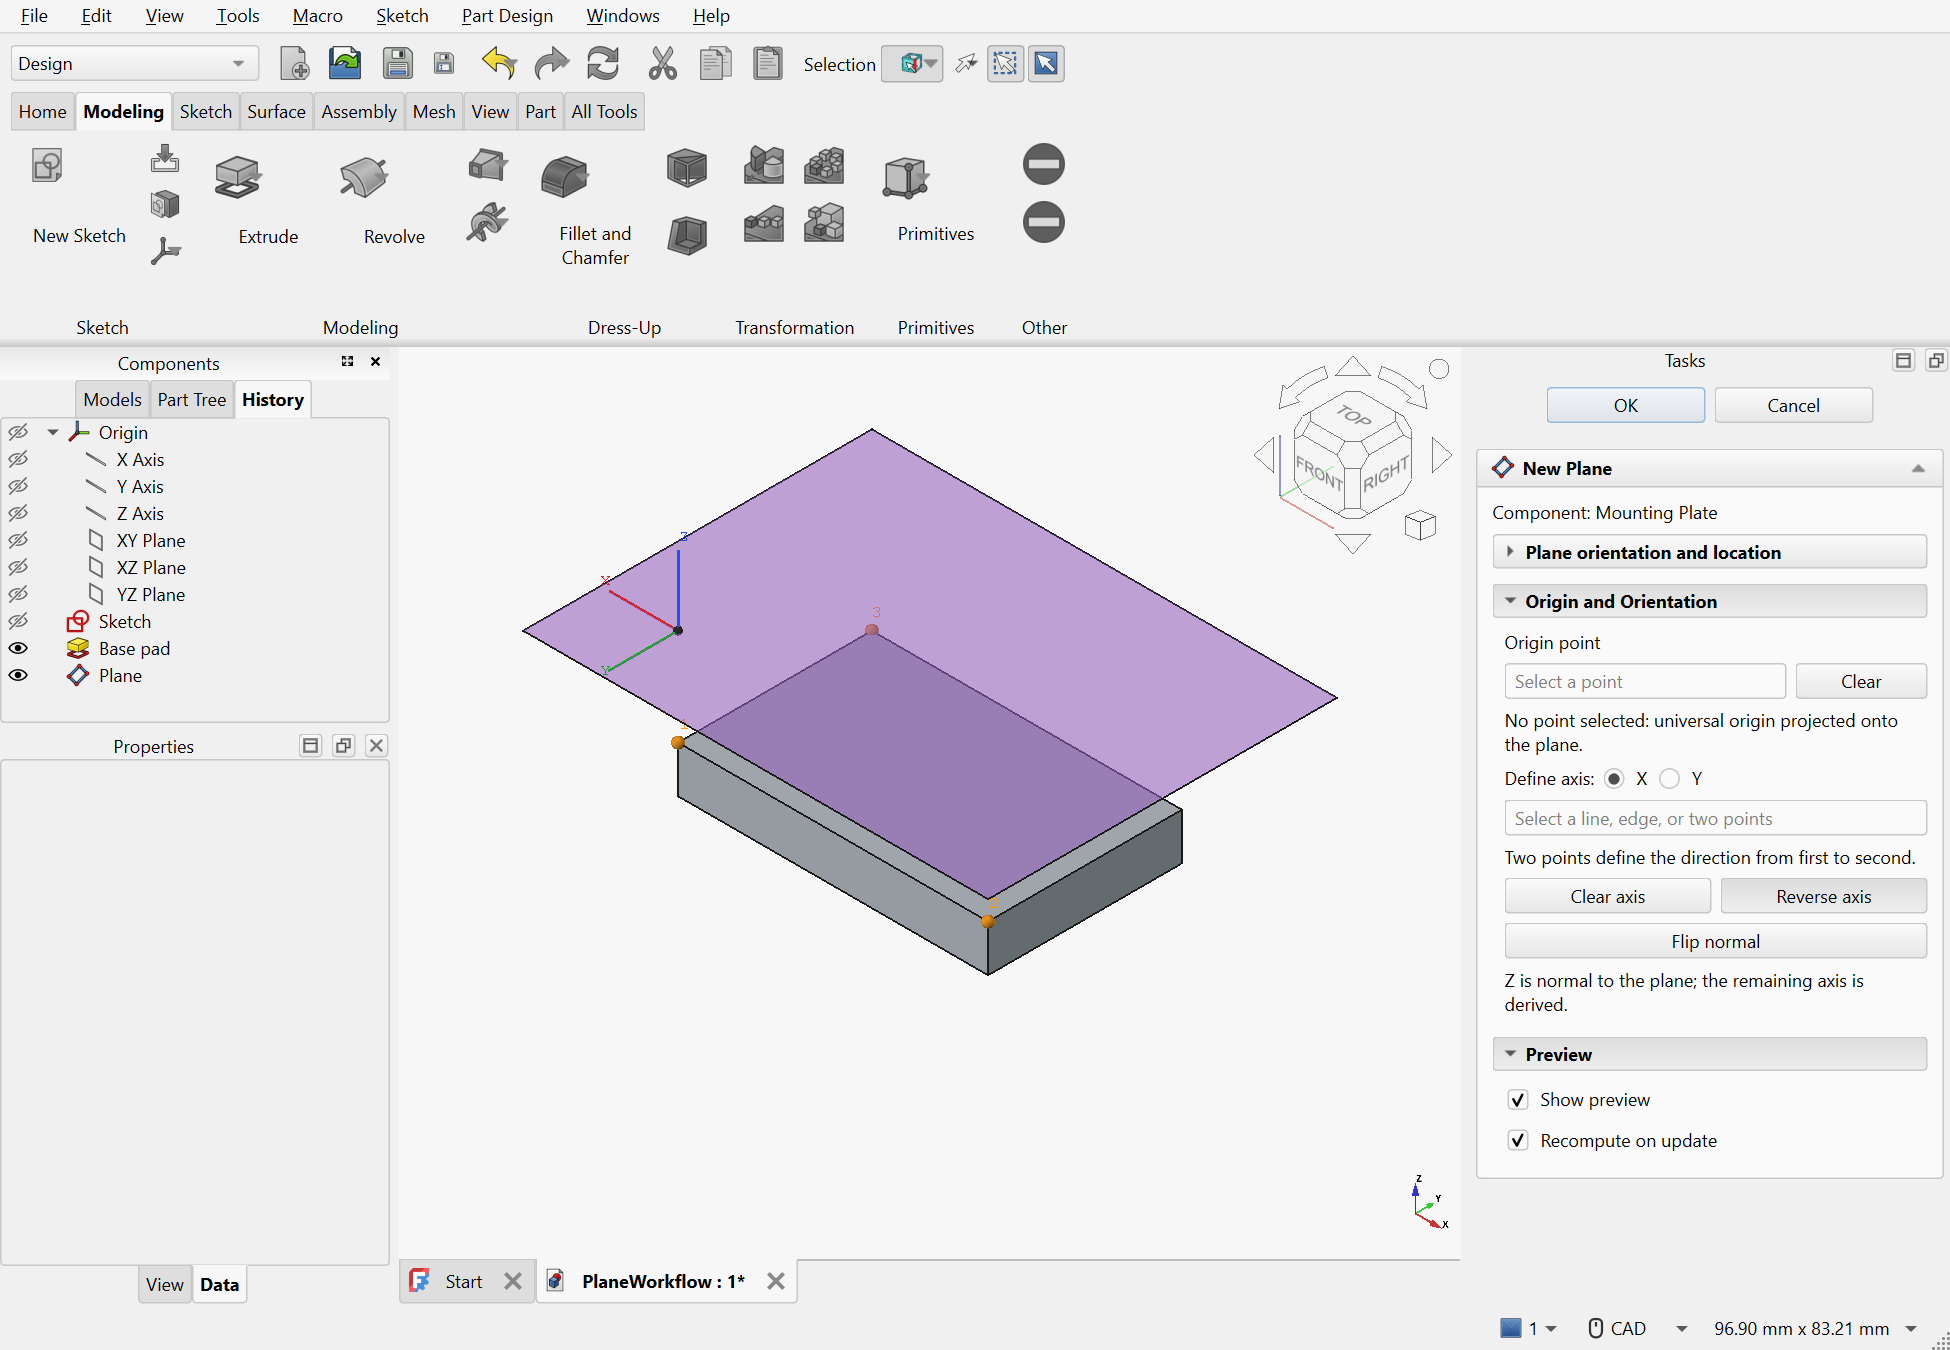 File Edit View Tools Macro Sketch Part Design Windows Help
Design
Selection
Home Modeling Sketch Surface Assembly Mesh View Part All Tools
New Sketch
Extrude
Revolve
Fillet and
Chamfer
Primitives
Sketch Modeling Dress-Up Transformation Primitives Other
Components
Models Part Tree History
Origin
X Axis
Y Axis
Z Axis
XY Plane
XZ Plane
YZ Plane
Sketch
Base pad
Plane
Properties
View Data
Z
X
Y
3
1
2
TOP
FRONT
RIGHT
Z
Y
X
Start
PlaneWorkflow : 1*
Tasks
OK Cancel
New Plane
Component: Mounting Plate
Plane orientation and location
Origin and Orientation
Origin point
Select a point
Clear
No point selected: universal origin projected onto
the plane.
Define axis: X Y
Select a line, edge, or two points
Two points define the direction from first to second.
Clear axis Reverse axis
Flip normal
Z is normal to the plane; the remaining axis is
derived.
Preview
Show preview
Recompute on update
1 CAD 96.90 mm x 83.21 mm